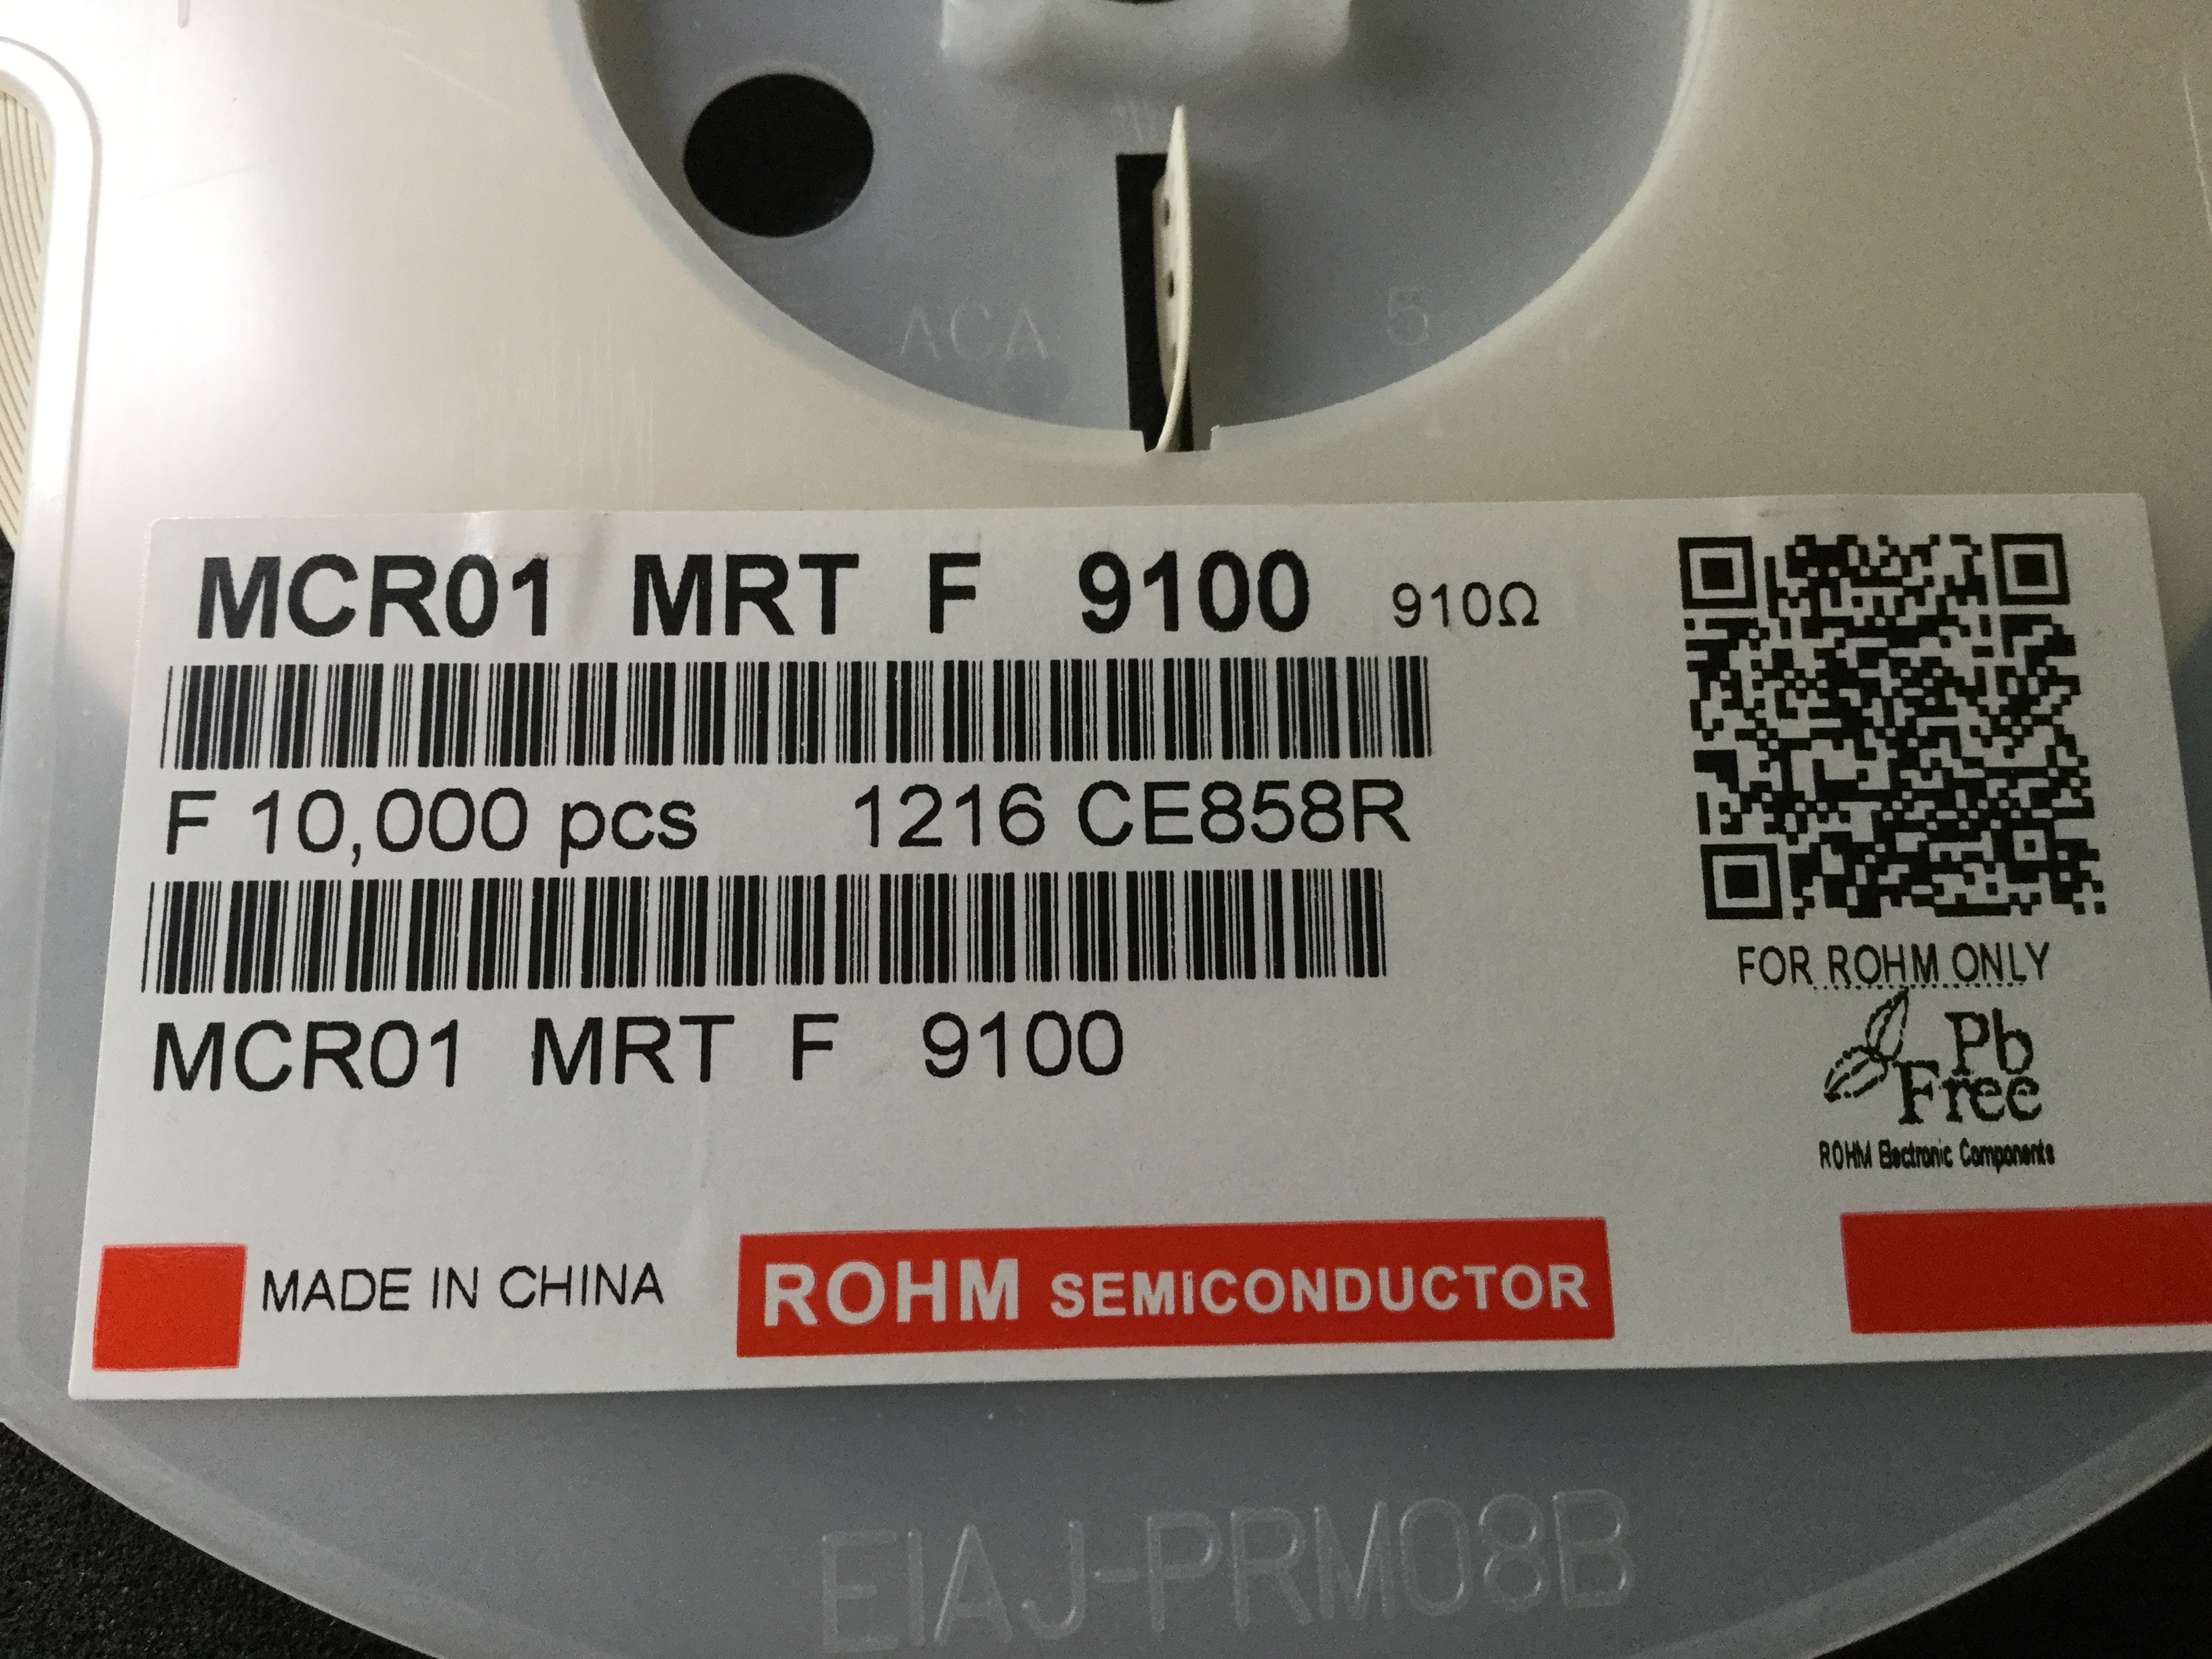 ACA 5
MCR01 MRT F 9100 910Ω
F 10,000 pcs 1216 CE858R
MCR01 MRT F 9100
FOR ROHM ONLY
Pb
Free
ROHM Electronic Components
MADE IN CHINA
ROHM SEMICONDUCTOR
EIAJ-PRM08B